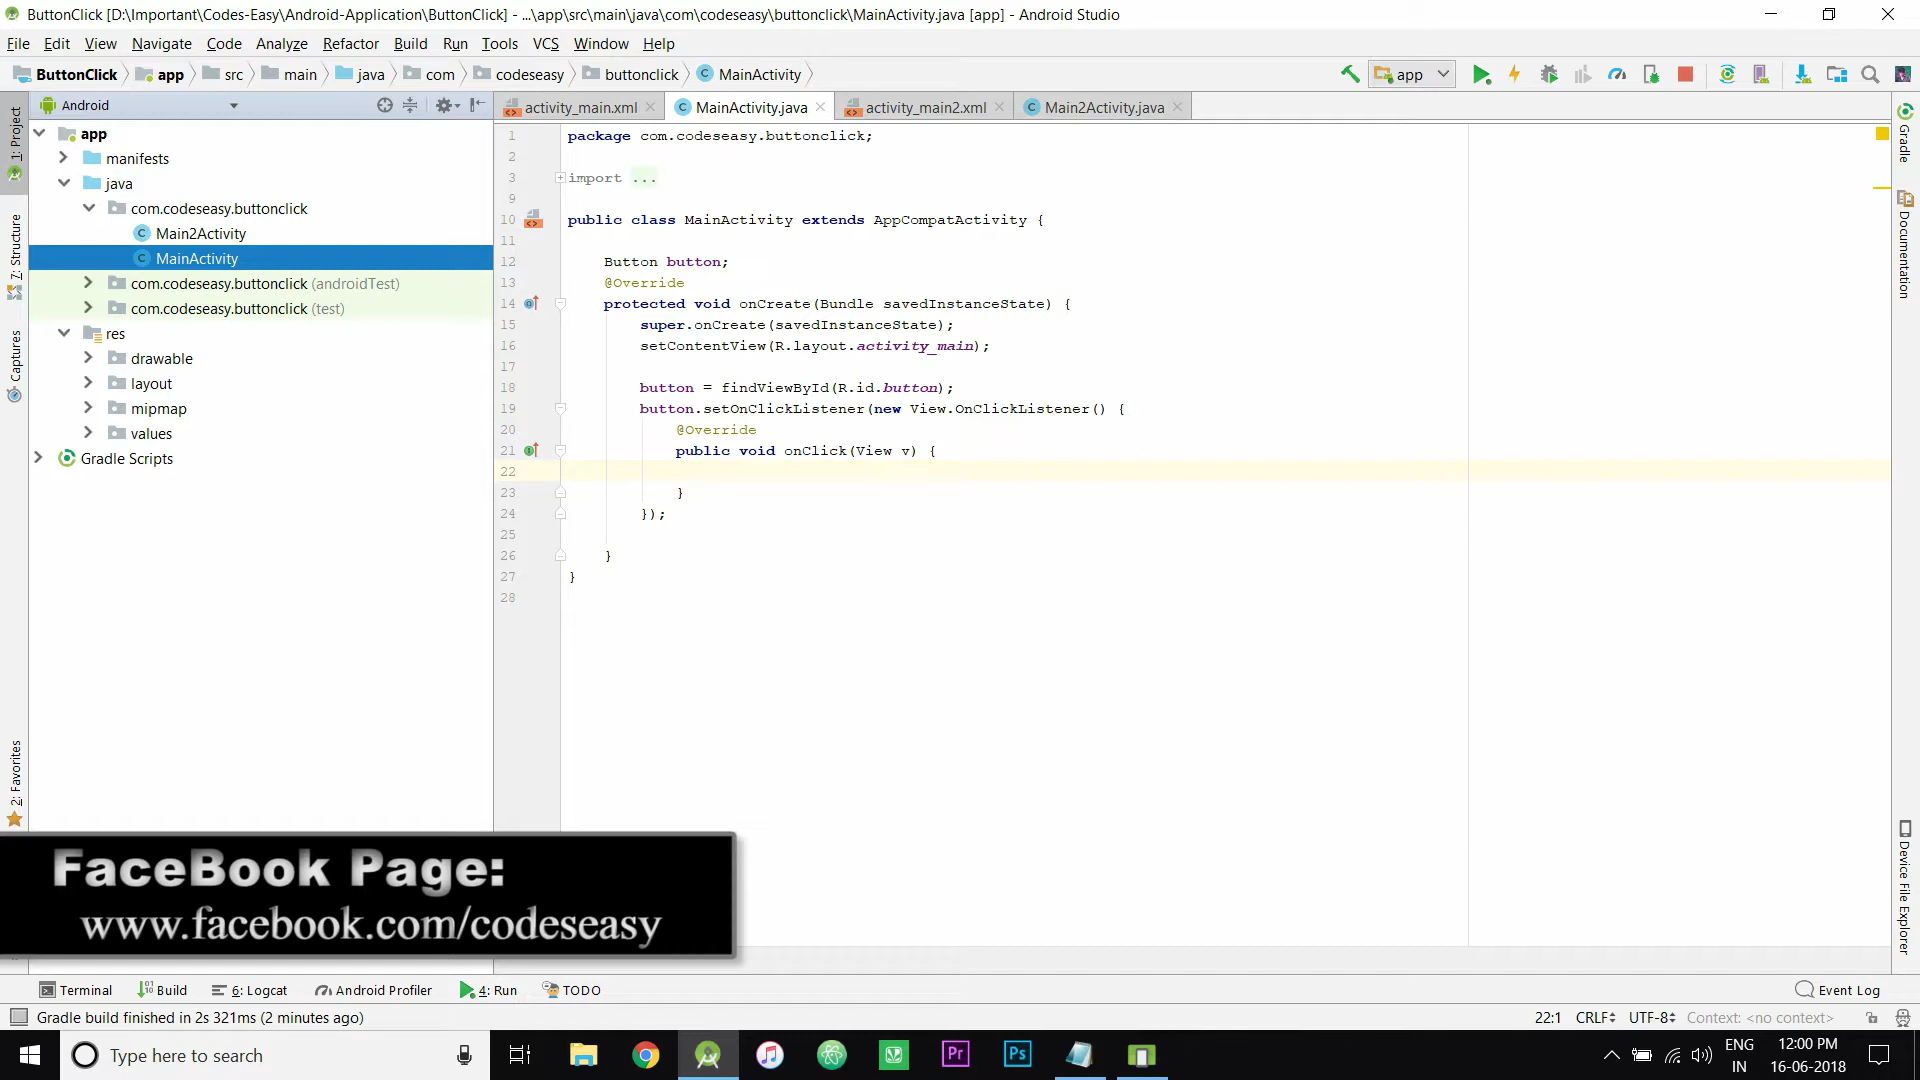 ButtonClick [D:\Important\Codes-Easy\Android-Application\ButtonClick] - ...\app\src\main\java\com\codeseasy\buttonclick\MainActivity.java [app] - Android Studio
File Edit View Navigate Code Analyze Refactor Build Run Tools VCS Window Help
ButtonClick app src main java com codeseasy buttonclick MainActivity app
Android activity_main.xml MainActivity.java activity_main2.xml Main2Activity.java
1: Project
7: Structure
Captures
2: Favorites
app
manifests
java
com.codeseasy.buttonclick
Main2Activity
MainActivity
com.codeseasy.buttonclick (androidTest)
com.codeseasy.buttonclick (test)
res
drawable
layout
mipmap
values
Gradle Scripts
1 package com.codeseasy.buttonclick;
2
3 import ...
9
10 public class MainActivity extends AppCompatActivity {
11
12 Button button;
13 @Override
14 protected void onCreate(Bundle savedInstanceState) {
15 super.onCreate(savedInstanceState);
16 setContentView(R.layout.activity_main);
17
18 button = findViewById(R.id.button);
19 button.setOnClickListener(new View.OnClickListener() {
20 @Override
21 public void onClick(View v) {
22
23 }
24 });
25
26 }
27 }
28
Gradle
Documentation
Device File Explorer
FaceBook Page:
www.facebook.com/codeseasy
Terminal Build 6: Logcat Android Profiler 4: Run TODO Event Log
Gradle build finished in 2s 321ms (2 minutes ago) 22:1 CRLF UTF-8 Context: <no context>
Type here to search Pr Ps ENG 12:00 PM
IN 16-06-2018